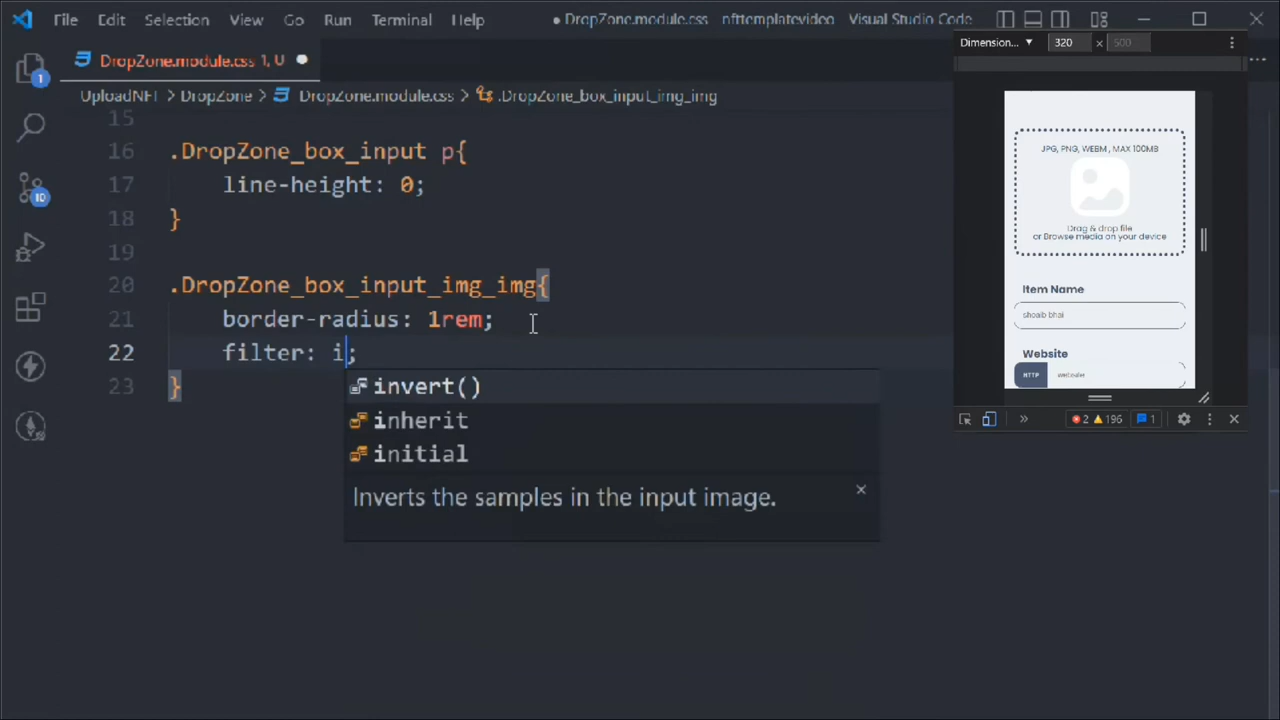 File Edit Selection View Go Run Terminal Help ● DropZone.module.css nfttemplatevideo Visual Studio Code
Dimension... ▼ 320 × 500
DropZone.module.css 1, U ●
UploadNFT > DropZone > DropZone.module.css > .DropZone_box_input_img_img
15
16 .DropZone_box_input p{
17 line-height: 0;
18 }
19
20 .DropZone_box_input_img_img{
21 border-radius: 1rem;
22 filter: i;
23 }
invert()
inherit
initial
Inverts the samples in the input image. ×
1
10
JPG, PNG, WEBM , MAX 100MB
Drag & drop file
or Browse media on your device
Item Name
shoaib bhai
Website
HTTP website
» 2 196 1